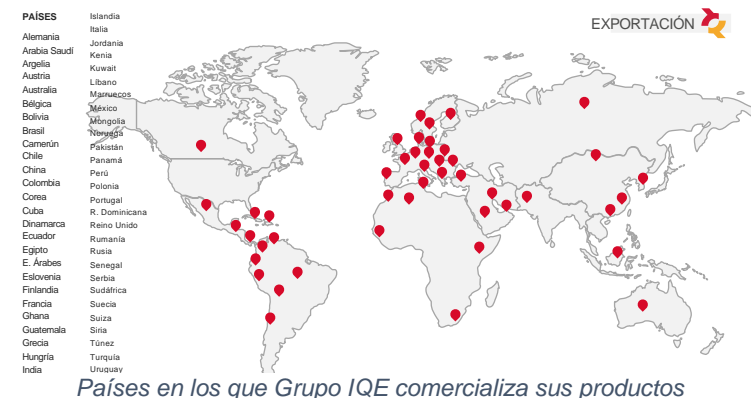 PAÍSES
Alemania
Arabia Saudí
Argelia
Austria
Australia
Bélgica
Bolivia
Brasil
Camerún
Chile
China
Colombia
Corea
Cuba
Dinamarca
Ecuador
Egipto
E. Árabes
Eslovenia
Finlandia
Francia
Ghana
Guatemala
Grecia
Hungría
India
Islandia
Italia
Jordania
Kenia
Kuwait
Líbano
Marruecos
México
Mongolia
Noruega
Pakistán
Panamá
Perú
Polonia
Portugal
R. Dominicana
Reino Unido
Rumanía
Rusia
Senegal
Serbia
Sudáfrica
Suecia
Suiza
Siria
Túnez
Turquía
Uruguay
EXPORTACIÓN
Países en los que Grupo IQE comercializa sus productos